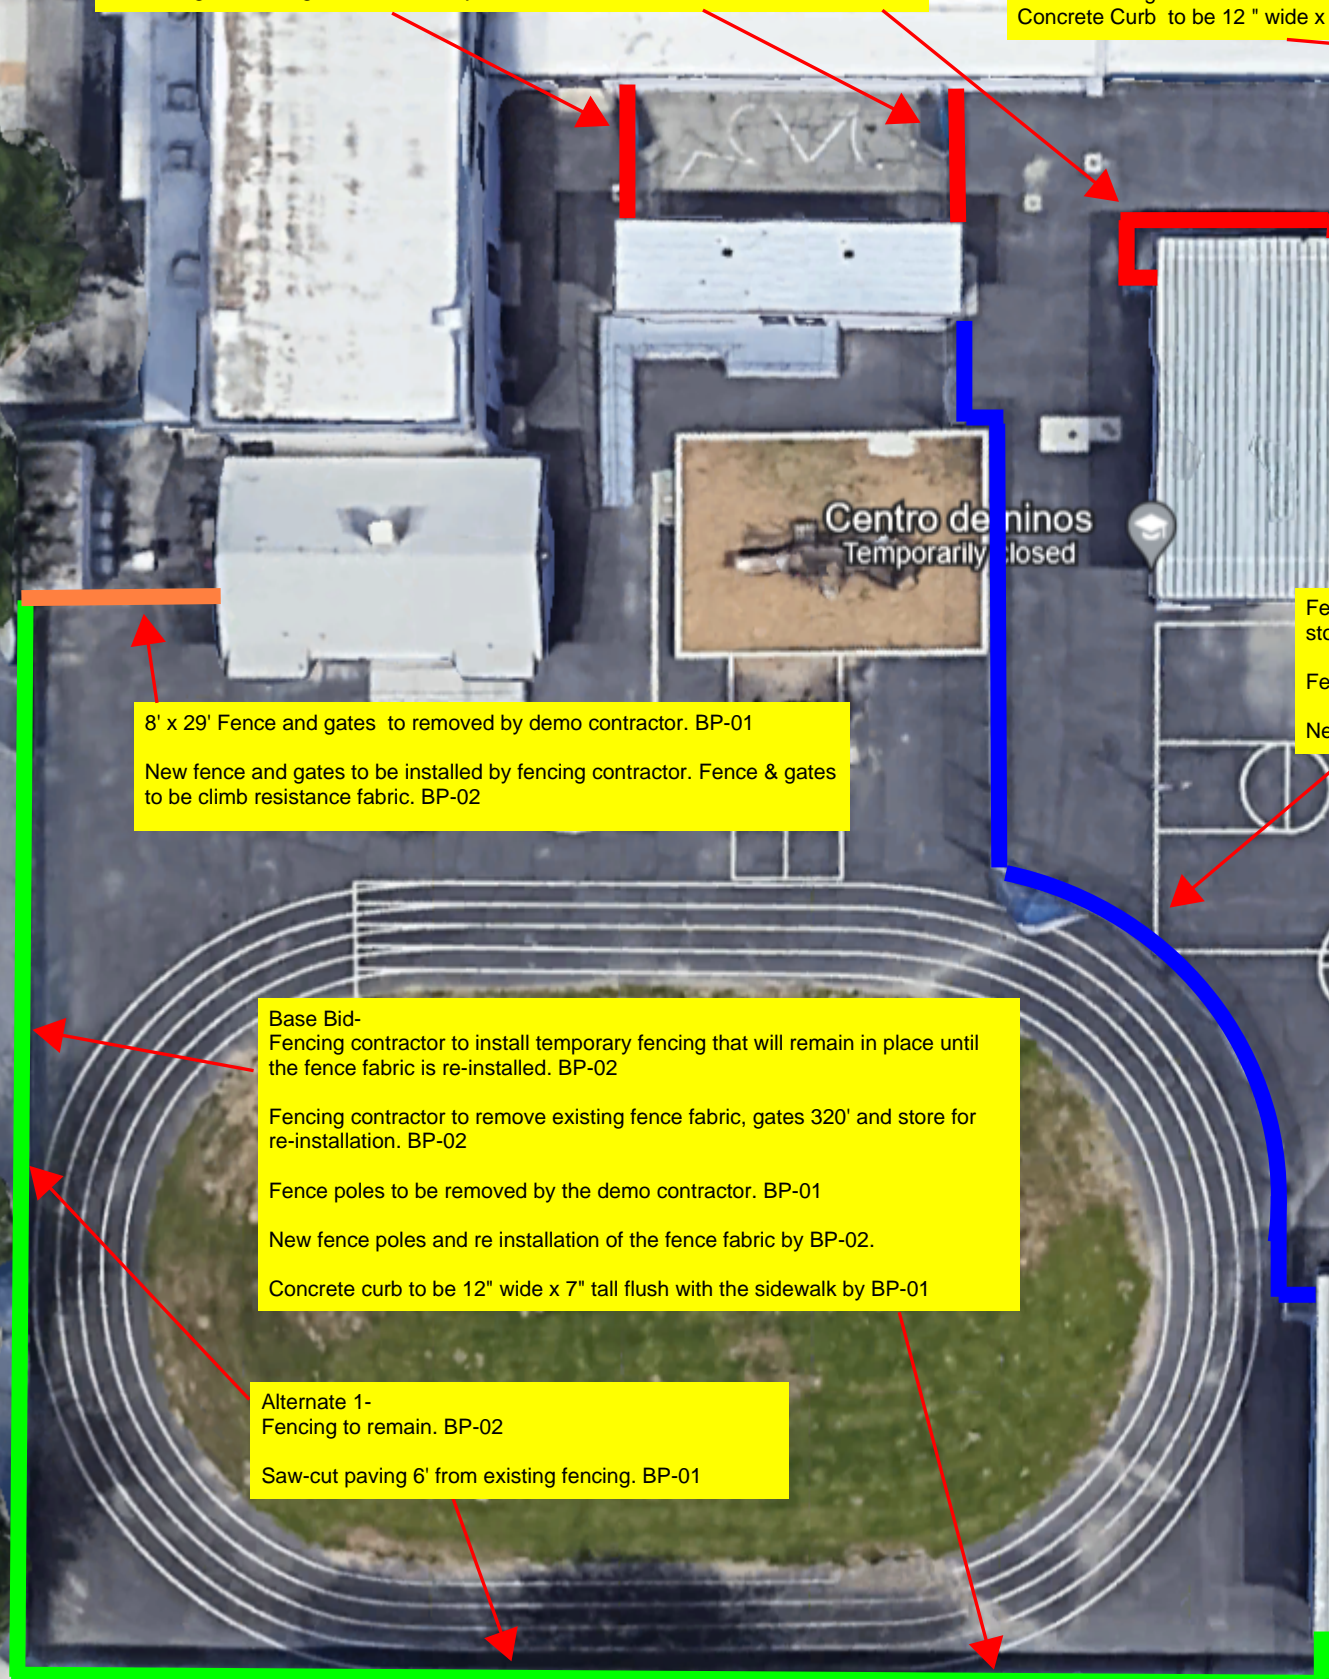 Concrete Curb to be 12 " wide x
Centro de ninos
Temporarily closed
Fe
sto
Fe
Ne
8' x 29' Fence and gates to removed by demo contractor. BP-01
New fence and gates to be installed by fencing contractor. Fence & gates
to be climb resistance fabric. BP-02
Base Bid-
Fencing contractor to install temporary fencing that will remain in place until
the fence fabric is re-installed. BP-02
Fencing contractor to remove existing fence fabric, gates 320' and store for
re-installation. BP-02
Fence poles to be removed by the demo contractor. BP-01
New fence poles and re installation of the fence fabric by BP-02.
Concrete curb to be 12" wide x 7" tall flush with the sidewalk by BP-01
Alternate 1-
Fencing to remain. BP-02
Saw-cut paving 6' from existing fencing. BP-01